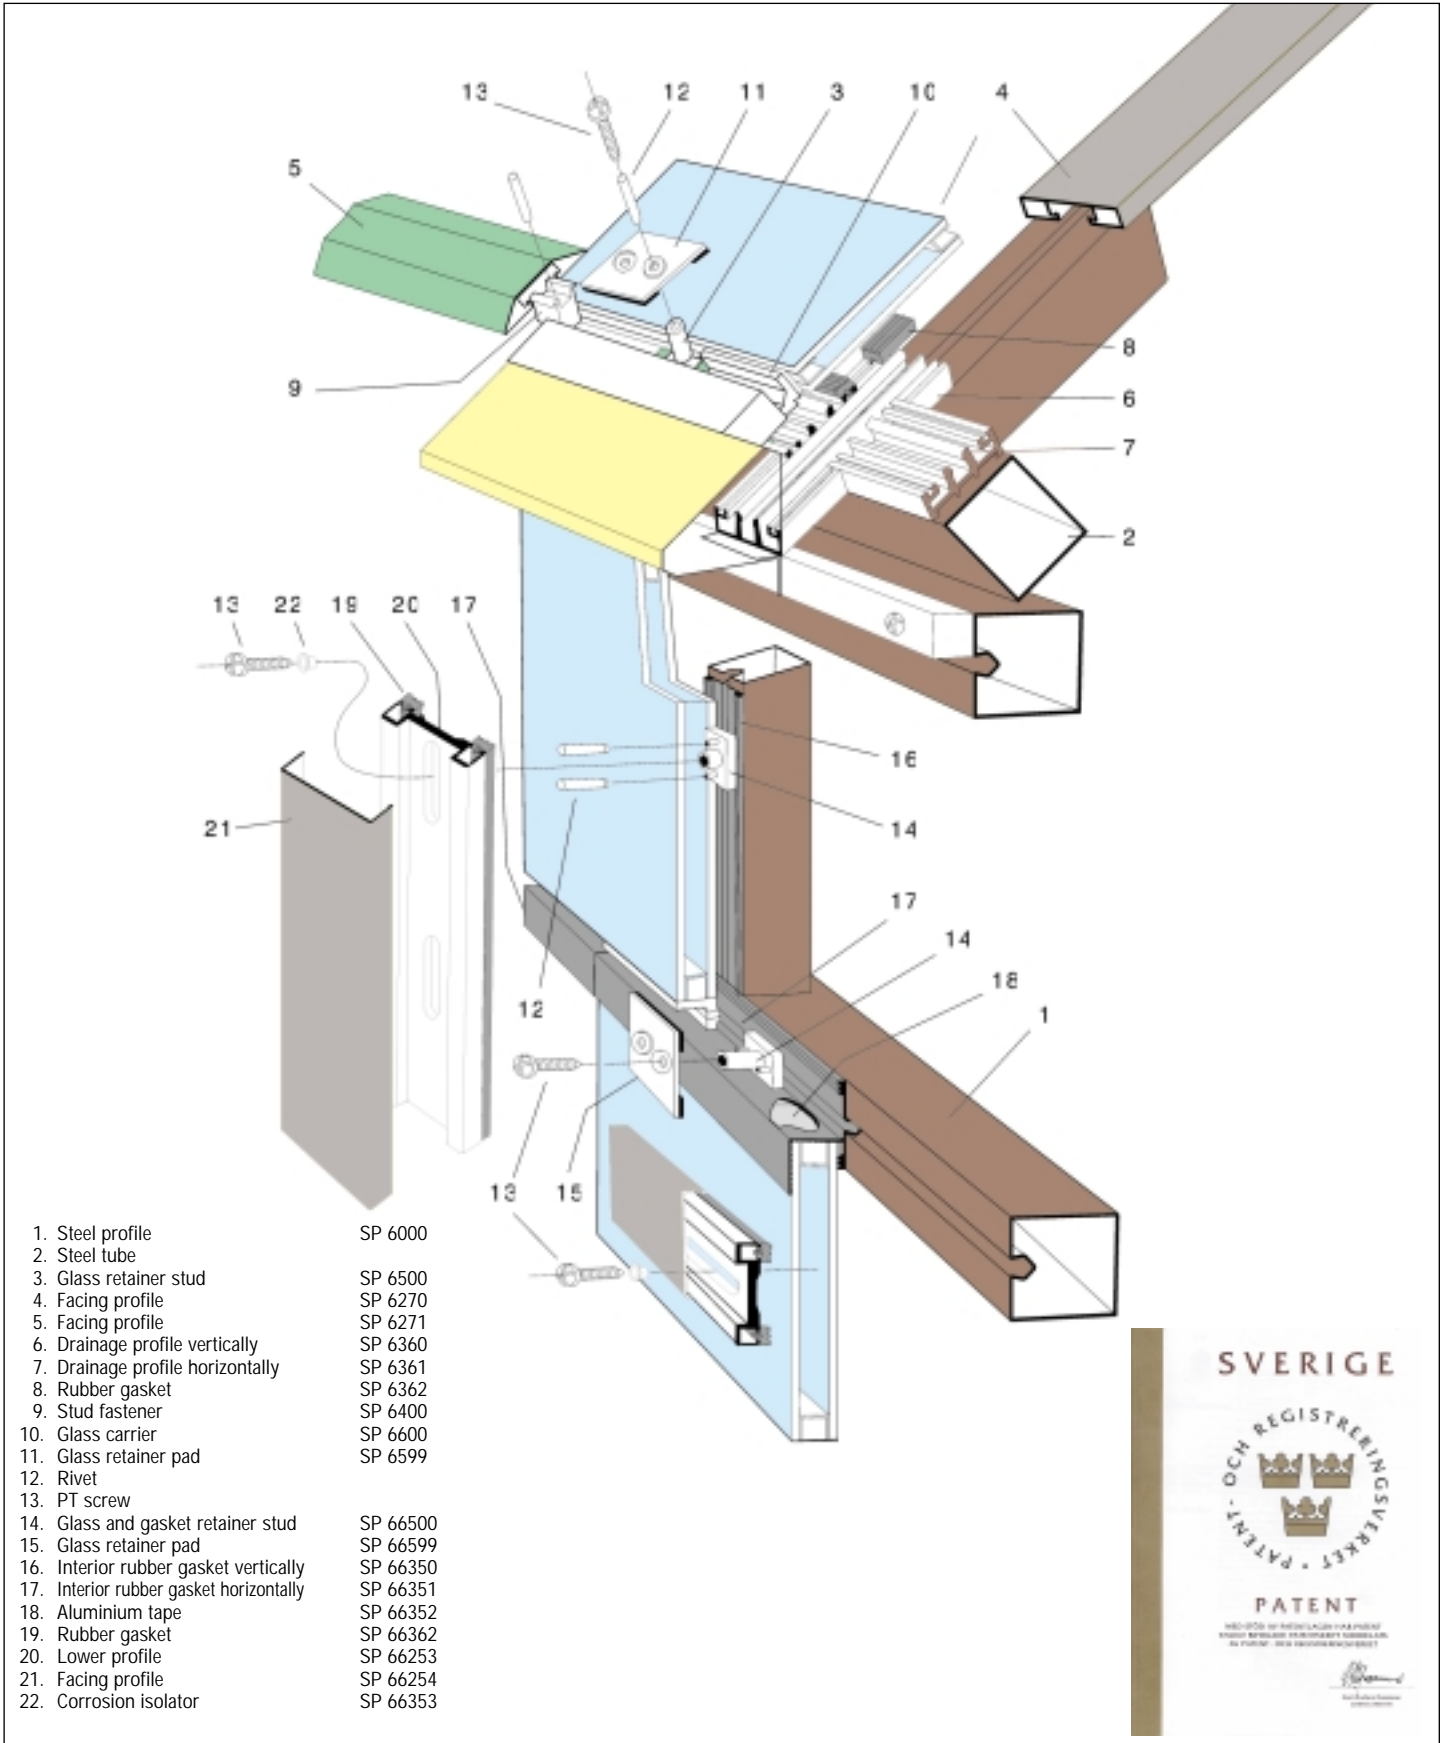 13 12 11 3 10 4
5
8
9
6
7
2
13 22 19 20 17
16
21
14
17
14
12
18
1
13 15
1. Steel profile SP 6000
2. Steel tube
3. Glass retainer stud SP 6500
4. Facing profile SP 6270
5. Facing profile SP 6271
6. Drainage profile vertically SP 6360
7. Drainage profile horizontally SP 6361
8. Rubber gasket SP 6362
9. Stud fastener SP 6400
10. Glass carrier SP 6600
11. Glass retainer pad SP 6599
12. Rivet
13. PT screw
14. Glass and gasket retainer stud SP 66500
15. Glass retainer pad SP 66599
16. Interior rubber gasket vertically SP 66350
17. Interior rubber gasket horizontally SP 66351
18. Aluminium tape SP 66352
19. Rubber gasket SP 66362
20. Lower profile SP 66253
21. Facing profile SP 66254
22. Corrosion isolator SP 66353
SVERIGE
PATENT- OCH REGISTRERINGSVERKET
PATENT